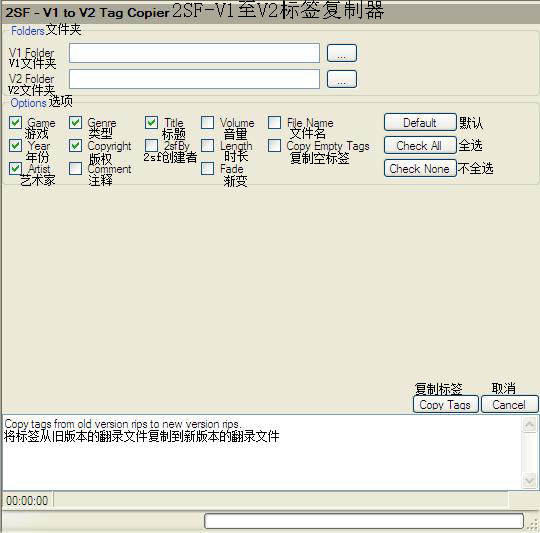 2SF - V1 to V2 Tag Copier 2SF-V1至V2标签复制器
Folders文件夹
V1 Folder
V1文件夹
...
V2 Folder
V2文件夹
...
Options 选项
Game Genre Title Volume File Name Default 默认
游戏 类型 标题 音量 文件名
Year Copyright 2sfBy Length Copy Empty Tags Check All 全选
年份 版权 2sf创建者 时长 复制空标签
Artist Comment Fade Check None 不全选
艺术家 注释 渐变
复制标签 取消
Copy Tags Cancel
Copy tags from old version rips to new version rips.
将标签从旧版本的翻录文件复制到新版本的翻录文件
00:00:00